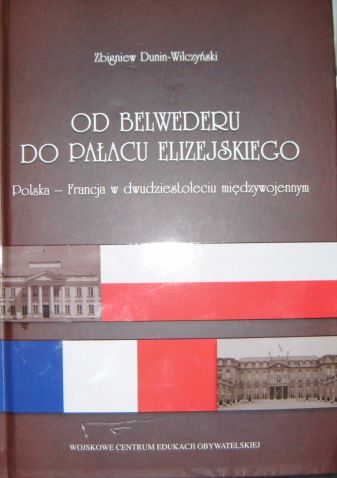 Zbigniew Dunin-Wilczyński
OD BELWEDERU
DO PAŁACU ELIZEJSKIEGO
Polska – Francja w dwudziestoleciu międzywojennym
WOJSKOWE CENTRUM EDUKACJI OBYWATELSKIEJ